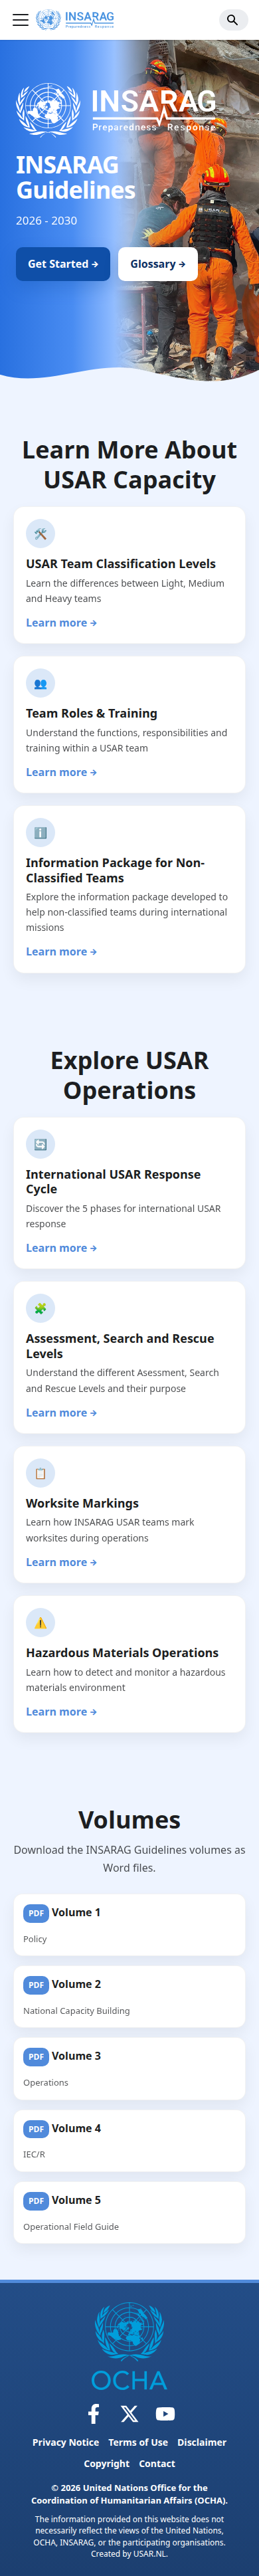 INSARAG
Preparedness Response
INSARAG
Preparedness Response
INSARAG
Guidelines
2026 - 2030
Get Started →
Glossary →
Learn More About
USAR Capacity
USAR Team Classification Levels
Learn the differences between Light, Medium
and Heavy teams
Learn more →
Team Roles & Training
Understand the functions, responsibilities and
training within a USAR team
Learn more →
Information Package for Non-
Classified Teams
Explore the information package developed to
help non-classified teams during international
missions
Learn more →
Explore USAR
Operations
International USAR Response
Cycle
Discover the 5 phases for international USAR
response
Learn more →
Assessment, Search and Rescue
Levels
Understand the different Asessment, Search
and Rescue Levels and their purpose
Learn more →
Worksite Markings
Learn how INSARAG USAR teams mark
worksites during operations
Learn more →
Hazardous Materials Operations
Learn how to detect and monitor a hazardous
materials environment
Learn more →
Volumes
Download the INSARAG Guidelines volumes as
Word files.
PDF Volume 1
Policy
PDF Volume 2
National Capacity Building
PDF Volume 3
Operations
PDF Volume 4
IEC/R
PDF Volume 5
Operational Field Guide
OCHA
Privacy Notice Terms of Use Disclaimer
Copyright Contact
© 2026 United Nations Office for the
Coordination of Humanitarian Affairs (OCHA).
The information provided on this website does not
necessarily reflect the views of the United Nations,
OCHA, INSARAG, or the participating organisations.
Created by USAR.NL.